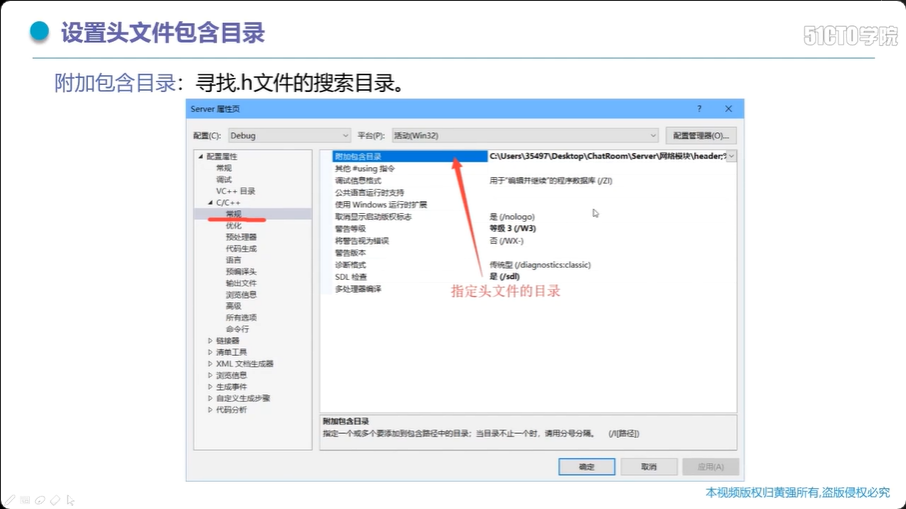 设置头文件包含目录
51CTO学院
附加包含目录：寻找.h文件的搜索目录。
Server 属性页
? ×
配置(C): Debug 平台(P): 活动(Win32) 配置管理器(O)...
配置属性
常规
调试
VC++ 目录
C/C++
常规
优化
预处理器
代码生成
语言
预编译头
输出文件
浏览信息
高级
所有选项
命令行
链接器
清单工具
XML 文档生成器
浏览信息
生成事件
自定义生成步骤
代码分析
附加包含目录 C:\Users\35497\Desktop\ChatRoom\Server\网络模块\header;
其他 #using 指令
调试信息格式 用于“编辑并继续”的程序数据库 (/ZI)
公共语言运行时支持
使用 Windows 运行时扩展
取消显示启动版权标志 是 (/nologo)
警告等级 等级 3 (/W3)
将警告视为错误 否 (/WX-)
警告版本
诊断格式 传统型 (/diagnostics:classic)
SDL 检查 是 (/sdl)
多处理器编译
指定头文件的目录
附加包含目录
指定一个或多个要添加到包含路径中的目录；当目录不止一个时，请用分号分隔。 (/I[路径])
确定 取消 应用(A)
本视频版权归黄强所有,盗版侵权必究